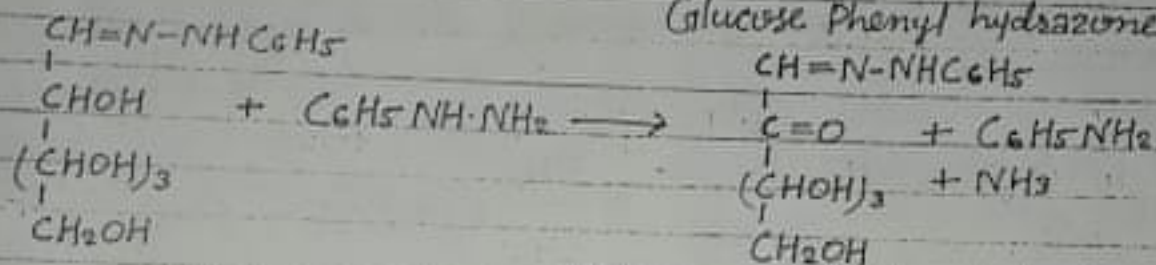 Glucose Phenyl hydrazone
CH=N-NHC6H5
CHOH + C6H5NH·NH2 ⟶
(CHOH)3
CH2OH
CH=N-NHC6H5
C=O + C6H5NH2
(CHOH)3 + NH3
CH2OH